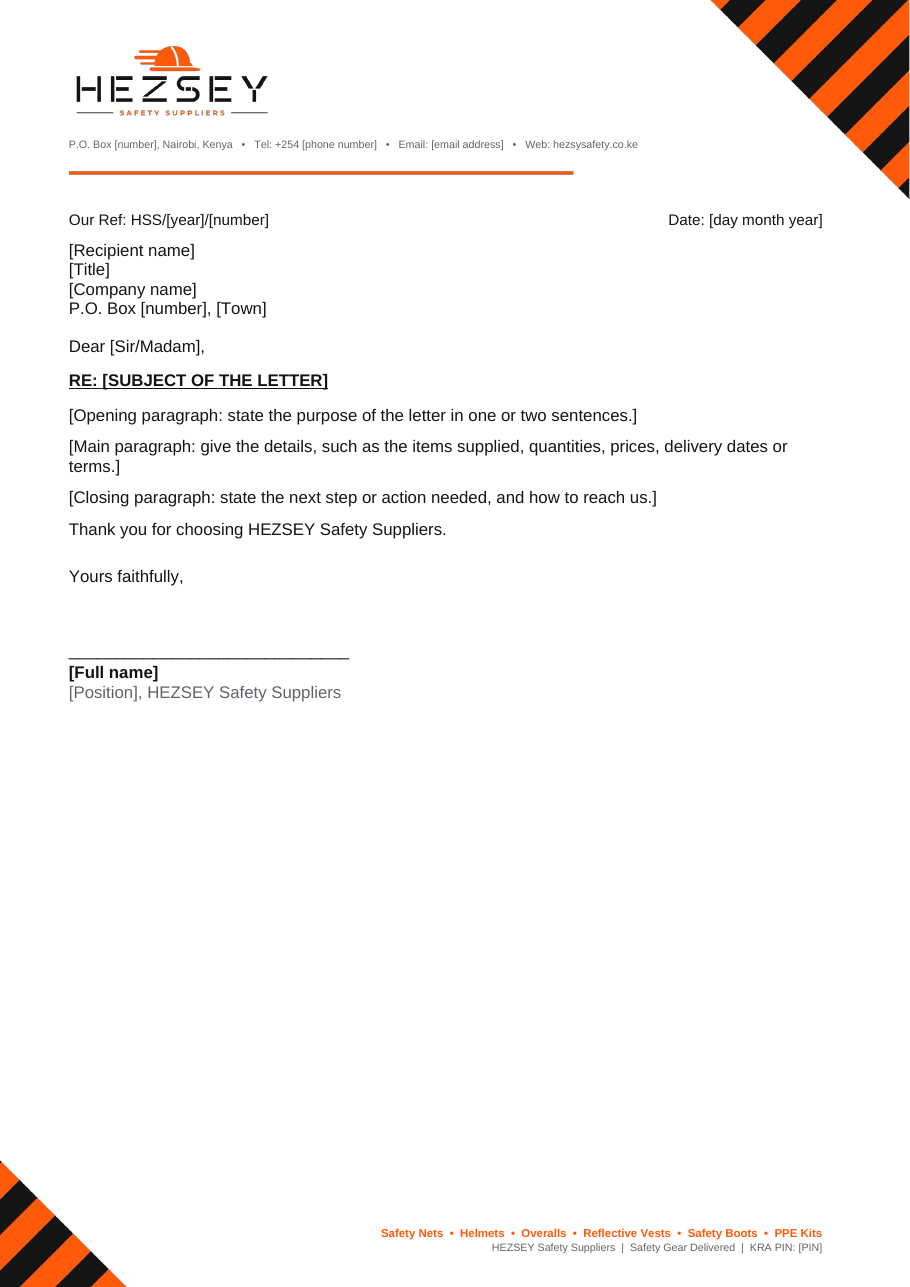 HEZSEY
SAFETY SUPPLIERS
P.O. Box [number], Nairobi, Kenya • Tel: +254 [phone number] • Email: [email address] • Web: hezsysafety.co.ke
Our Ref: HSS/[year]/[number] Date: [day month year]
[Recipient name]
[Title]
[Company name]
P.O. Box [number], [Town]
Dear [Sir/Madam],
RE: [SUBJECT OF THE LETTER]
[Opening paragraph: state the purpose of the letter in one or two sentences.]
[Main paragraph: give the details, such as the items supplied, quantities, prices, delivery dates or
terms.]
[Closing paragraph: state the next step or action needed, and how to reach us.]
Thank you for choosing HEZSEY Safety Suppliers.
Yours faithfully,
______________________________
[Full name]
[Position], HEZSEY Safety Suppliers
Safety Nets • Helmets • Overalls • Reflective Vests • Safety Boots • PPE Kits
HEZSEY Safety Suppliers | Safety Gear Delivered | KRA PIN: [PIN]